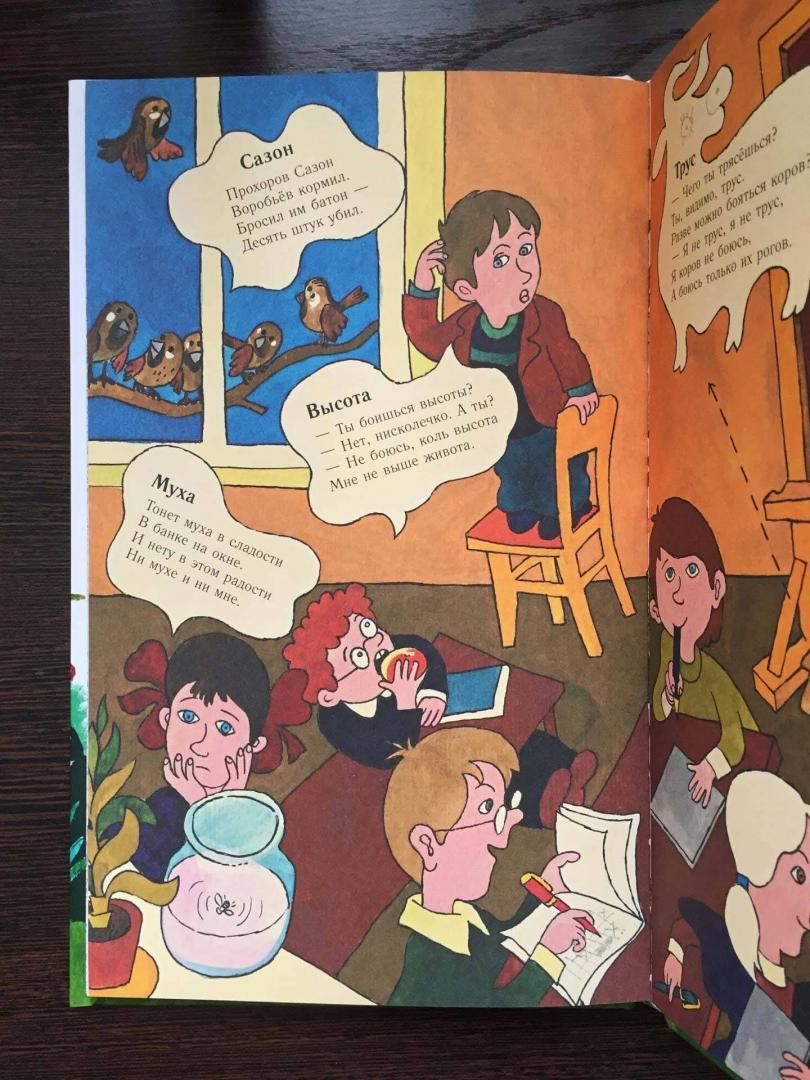 Сазон
Прохоров Сазон
Воробьёв кормил.
Бросил им батон —
Десять штук убил.
Высота
— Ты боишься высоты?
— Нет, нисколечко. А ты?
— Не боюсь, коль высота
Мне не выше живота.
Муха
Тонет муха в сладости
В банке на окне.
И нету в этом радости
Ни мухе и ни мне.
Трус
— Чего ты трясёшься?
Ты, видимо, трус.
Разве можно бояться коров?
— Я не трус, я не трус,
Я коров не боюсь,
А боюсь только их рогов.